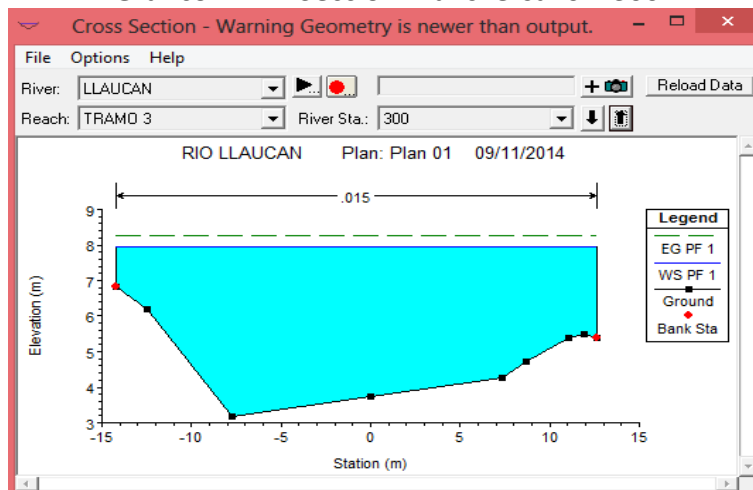 Cross Section - Warning Geometry is newer than output.
File Options Help
River: LLAUCAN Reload Data
Reach: TRAMO 3 River Sta.: 300
RIO LLAUCAN Plan: Plan 01 09/11/2014
.015
Legend
EG PF 1
WS PF 1
Ground
Bank Sta
Elevation (m)
9
8
7
6
5
4
3
-15 -10 -5 0 5 10 15
Station (m)